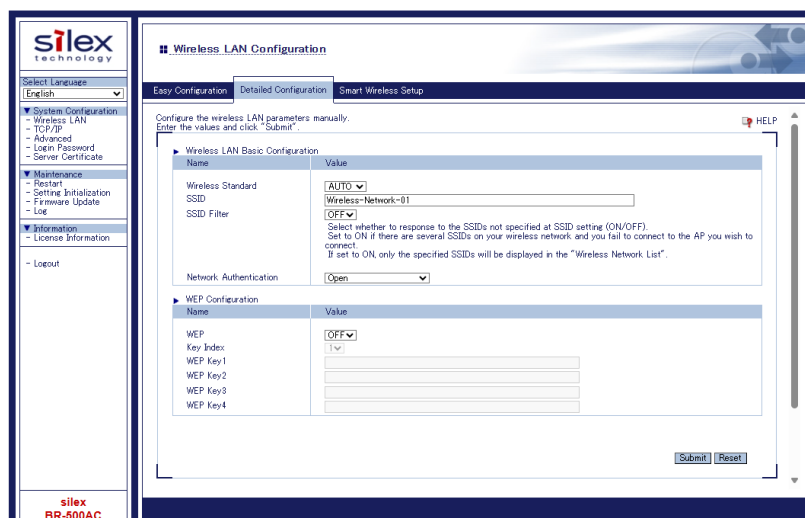 silex
technology
Select Language
English
▼ System Configuration
- Wireless LAN
- TCP/IP
- Advanced
- Login Password
- Server Certificate
▼ Maintenance
- Restart
- Setting Initialization
- Firmware Update
- Log
▼ Information
- License Information
- Logout
silex
BR-500AC
Wireless LAN Configuration
Easy Configuration Detailed Configuration Smart Wireless Setup
Configure the wireless LAN parameters manually.
Enter the values and click "Submit".
HELP
Wireless LAN Basic Configuration
Name Value
Wireless Standard AUTO
SSID Wireless-Network-01
SSID Filter OFF
Select whether to response to the SSIDs not specified at SSID setting (ON/OFF).
Set to ON if there are several SSIDs on your wireless network and you fail to connect to the AP you wish to
connect.
If set to ON, only the specified SSIDs will be displayed in the "Wireless Network List".
Network Authentication Open
WEP Configuration
Name Value
WEP OFF
Key Index 1
WEP Key1
WEP Key2
WEP Key3
WEP Key4
Submit Reset